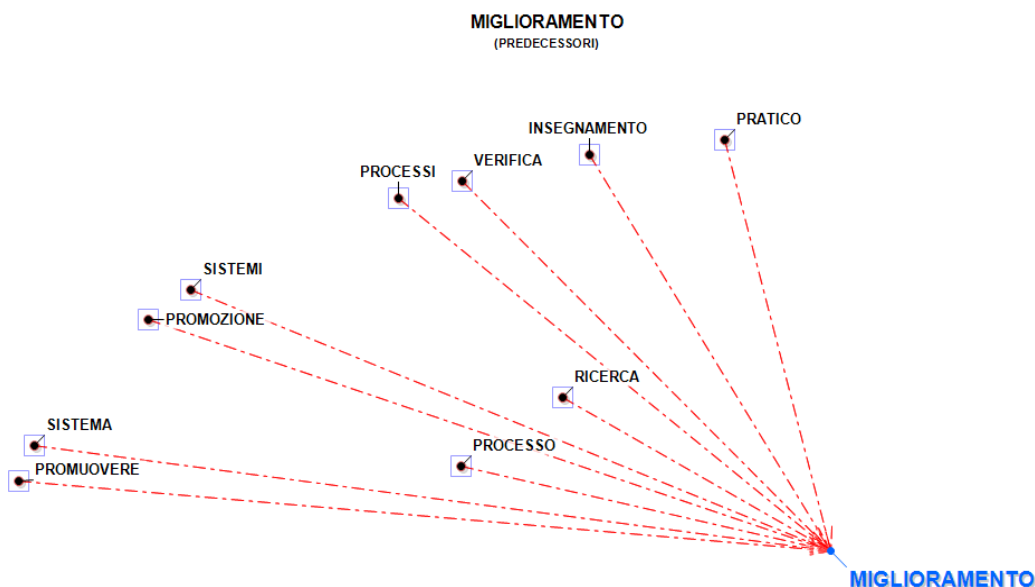 MIGLIORAMENTO
(PREDECESSORI)
PRATICO
INSEGNAMENTO
VERIFICA
PROCESSI
SISTEMI
PROMOZIONE
RICERCA
SISTEMA
PROCESSO
PROMUOVERE
MIGLIORAMENTO